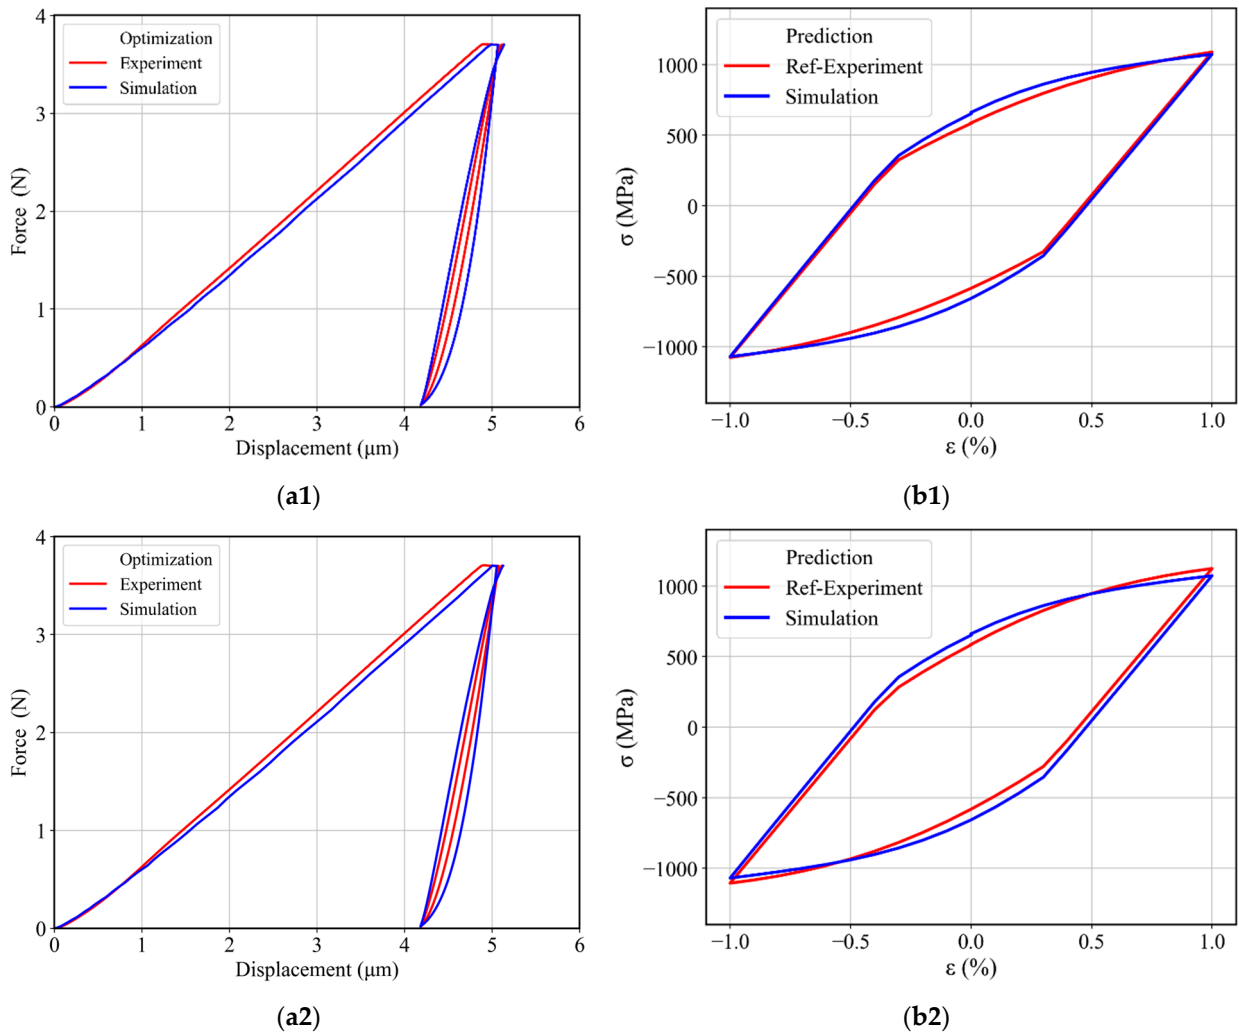 4
3
2
1
0
Force (N)
Optimization
Experiment
Simulation
0 1 2 3 4 5 6
Displacement (μm)
(a1)
1000
500
0
−500
−1000
σ (MPa)
Prediction
Ref-Experiment
Simulation
−1.0 −0.5 0.0 0.5 1.0
ε (%)
(b1)
4
3
2
1
0
Force (N)
Optimization
Experiment
Simulation
0 1 2 3 4 5 6
Displacement (μm)
(a2)
1000
500
0
−500
−1000
σ (MPa)
Prediction
Ref-Experiment
Simulation
−1.0 −0.5 0.0 0.5 1.0
ε (%)
(b2)